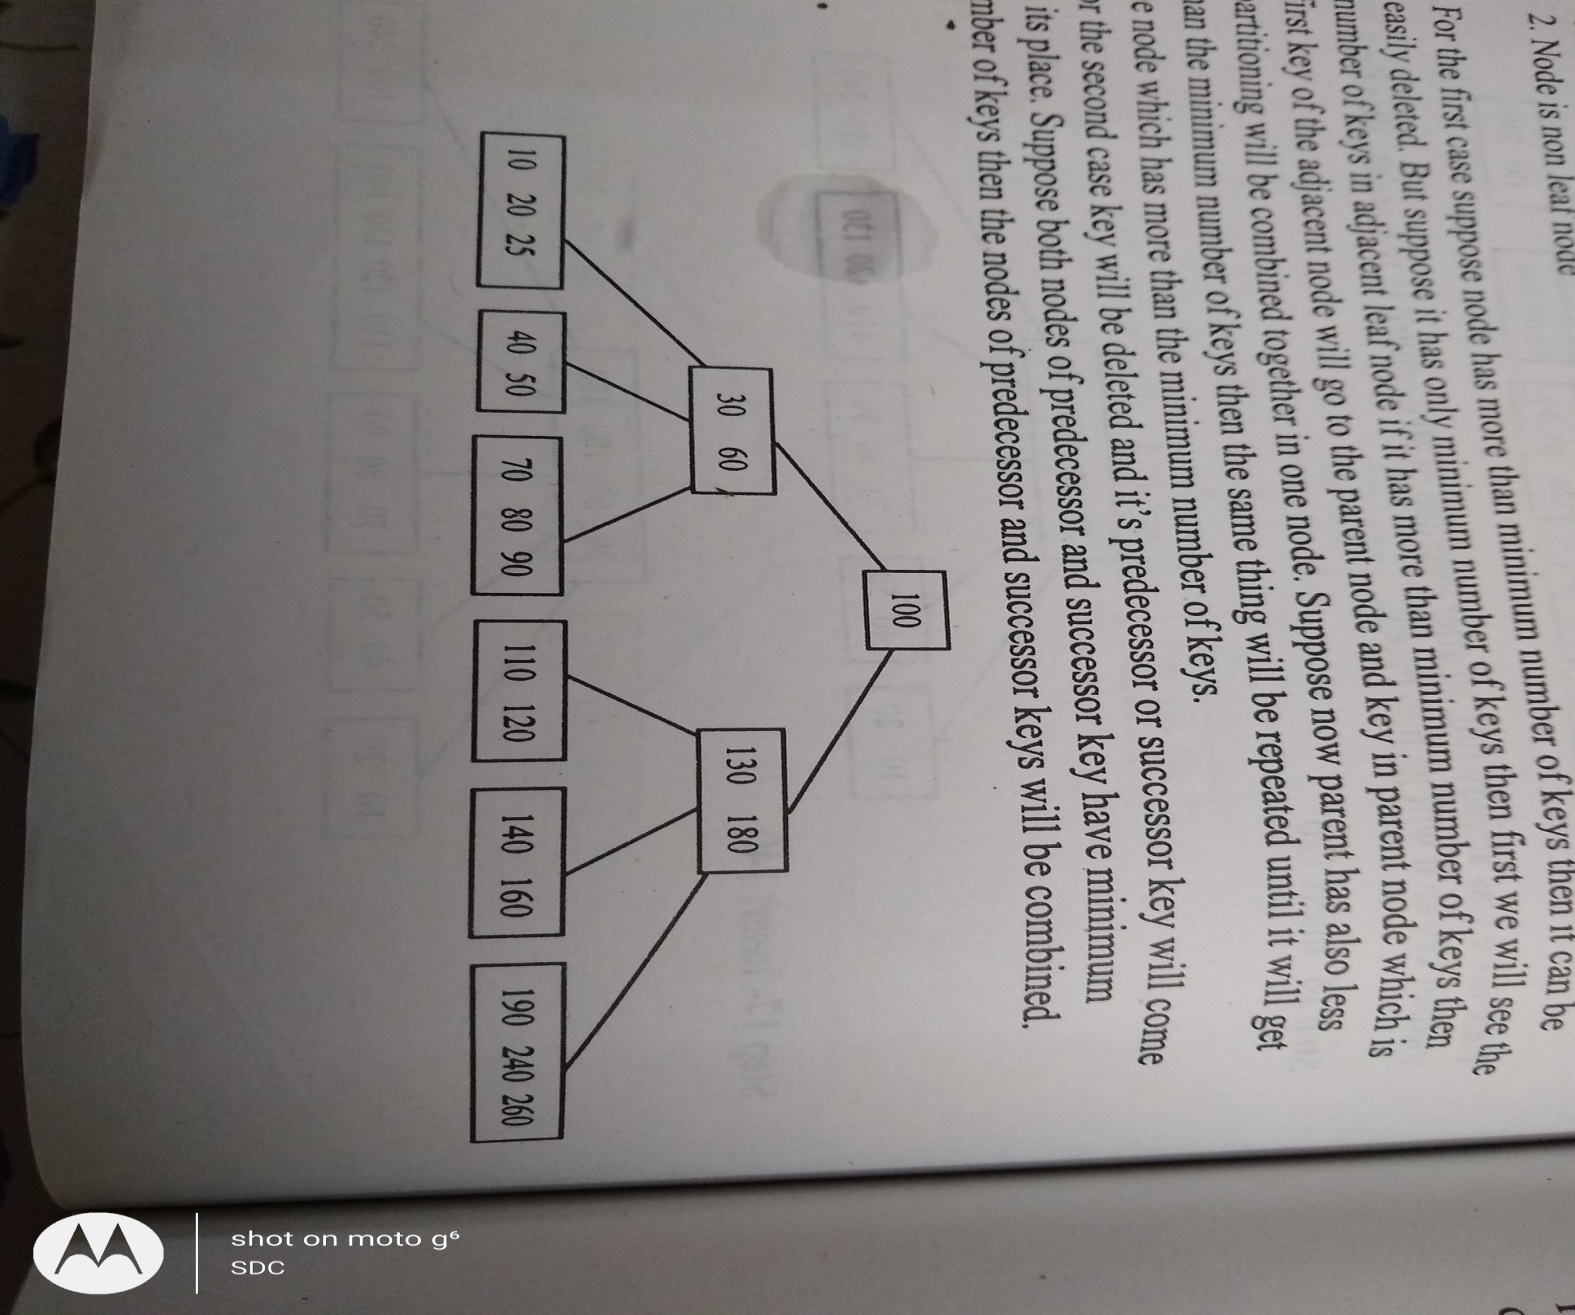 2. Node is non leaf node
For the first case suppose node has more than minimum number of keys then it can be
easily deleted. But suppose it has only minimum number of keys then first we will see the
number of keys in adjacent leaf node if it has more than minimum number of keys then
first key of the adjacent node will go to the parent node and key in parent node which is
partitioning will be combined together in one node. Suppose now parent has also less
than the minimum number of keys then the same thing will be repeated until it will get
e node which has more than the minimum number of keys.
or the second case key will be deleted and it's predecessor or successor key will come
its place. Suppose both nodes of predecessor and successor key have minimum
mber of keys then the nodes of predecessor and successor keys will be combined.
100
30 60
130 180
10 20 25
40 50
70 80 90
110 120
140 160
190 240 260
shot on moto g⁶
SDC